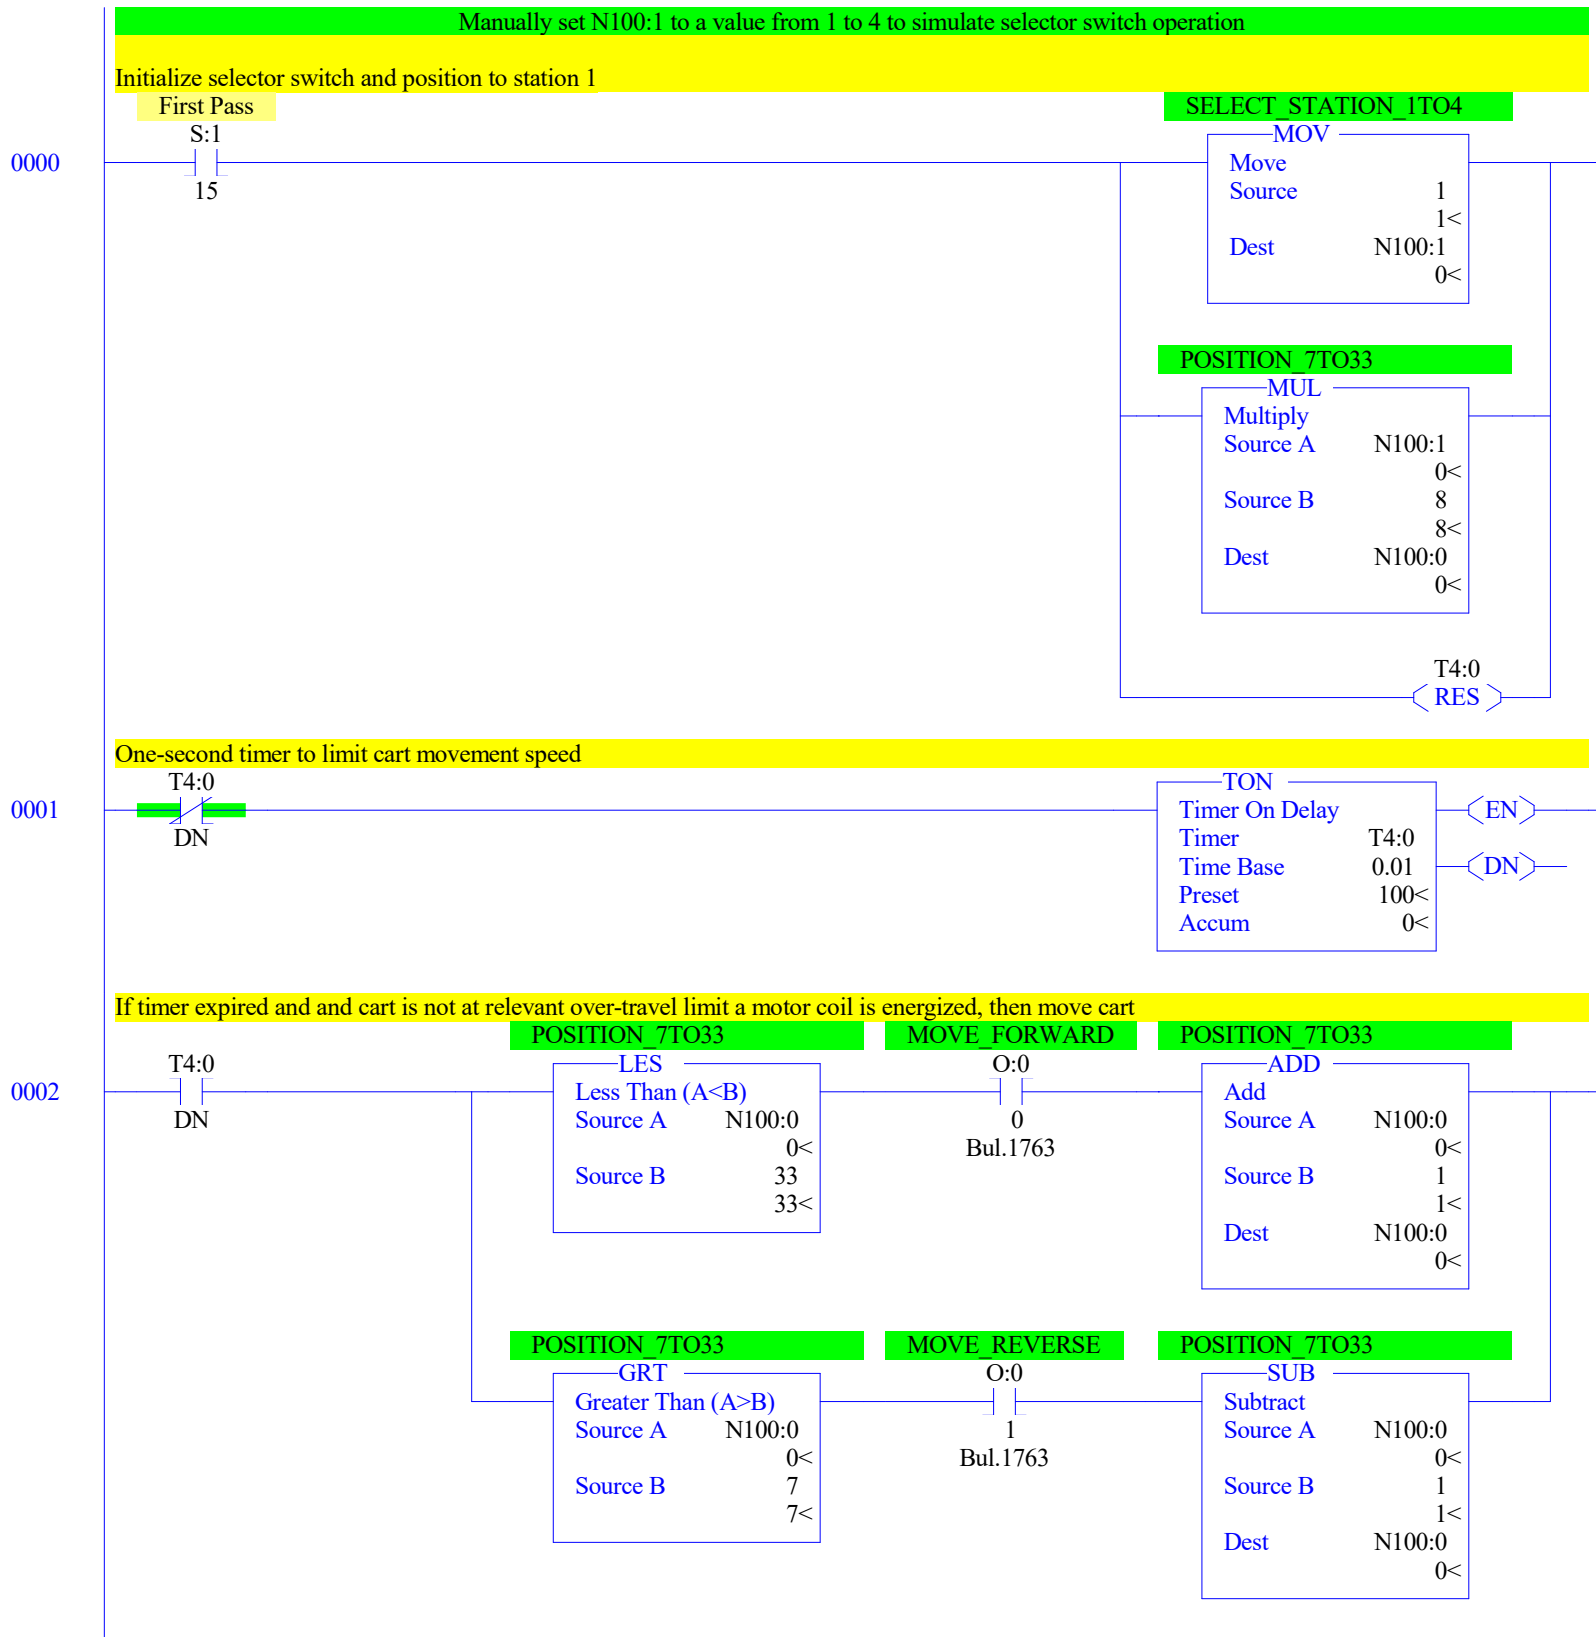 Manually set N100:1 to a value from 1 to 4 to simulate selector switch operation
Initialize selector switch and position to station 1
First Pass
S:1
15
0000
SELECT_STATION_1TO4
MOV
Move
Source 1
1<
Dest N100:1
0<
POSITION_7TO33
MUL
Multiply
Source A N100:1
0<
Source B 8
8<
Dest N100:0
0<
T4:0
RES
One-second timer to limit cart movement speed
T4:0
DN
0001
TON
Timer On Delay
Timer T4:0
Time Base 0.01
Preset 100<
Accum 0<
EN
DN
If timer expired and and cart is not at relevant over-travel limit a motor coil is energized, then move cart
T4:0
DN
0002
POSITION_7TO33
LES
Less Than (A<B)
Source A N100:0
0<
Source B 33
33<
MOVE_FORWARD
O:0
0
Bul.1763
POSITION_7TO33
ADD
Add
Source A N100:0
0<
Source B 1
1<
Dest N100:0
0<
POSITION_7TO33
GRT
Greater Than (A>B)
Source A N100:0
0<
Source B 7
7<
MOVE_REVERSE
O:0
1
Bul.1763
POSITION_7TO33
SUB
Subtract
Source A N100:0
0<
Source B 1
1<
Dest N100:0
0<